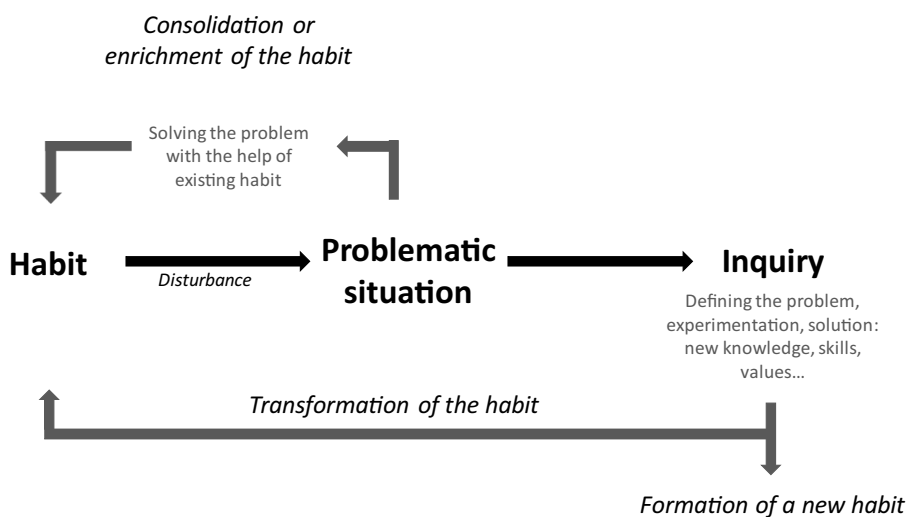 Consolidation or
enrichment of the habit
Solving the problem
with the help of
existing habit
Habit
Disturbance
Problematic
situation
Inquiry
Defining the problem,
experimentation, solution:
new knowledge, skills,
values...
Transformation of the habit
Formation of a new habit